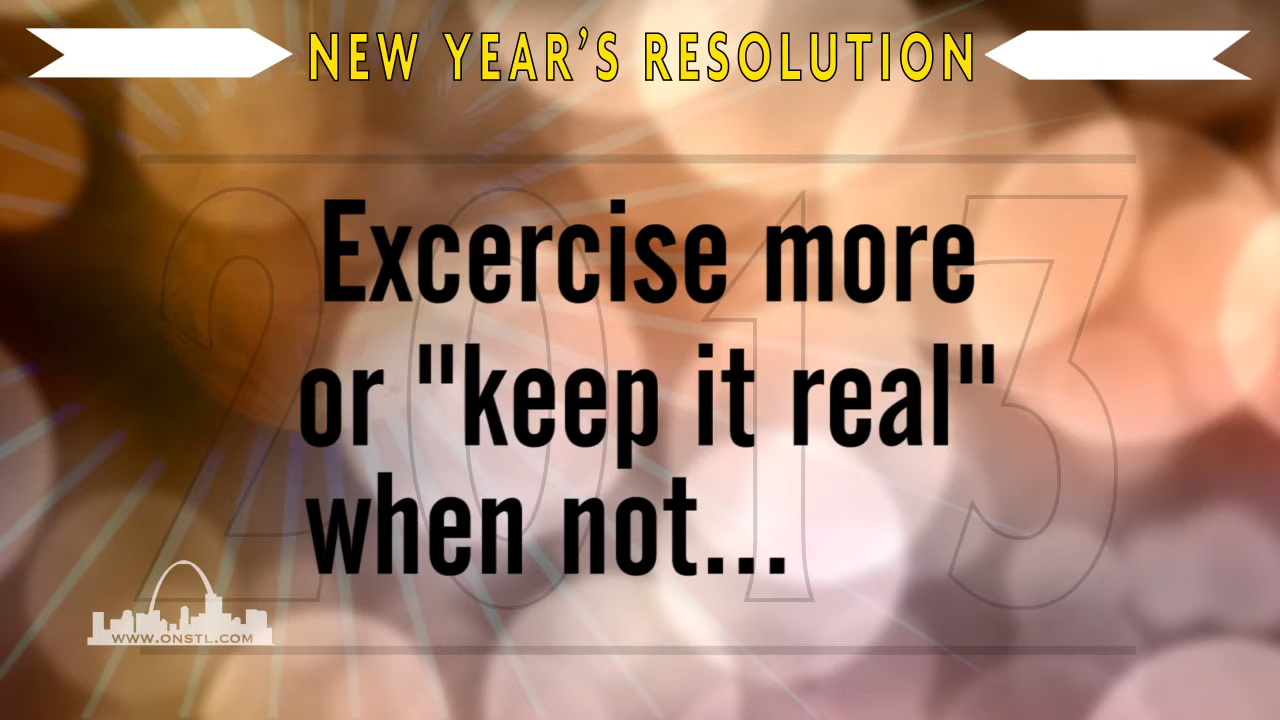 NEW YEAR'S RESOLUTION
2013
Excercise more
or "keep it real"
when not...
WWW.ONSTL.COM